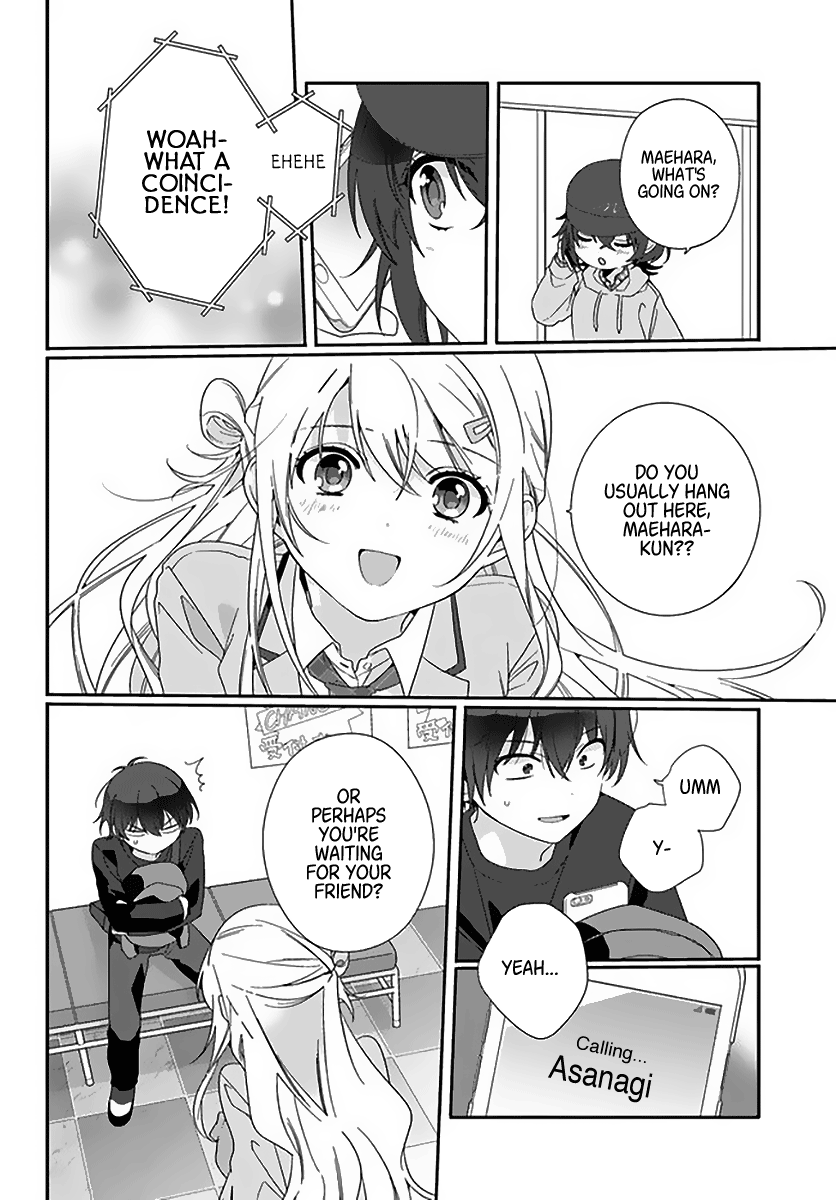 MAEHARA,
WHAT'S
GOING ON?
EHEHE
WOAH-
WHAT A
COINCI-
DENCE!
DO YOU
USUALLY HANG
OUT HERE,
MAEHARA-
KUN??
UMM
Y-
YEAH...
Calling...
Asanagi
OR
PERHAPS
YOU'RE
WAITING
FOR YOUR
FRIEND?